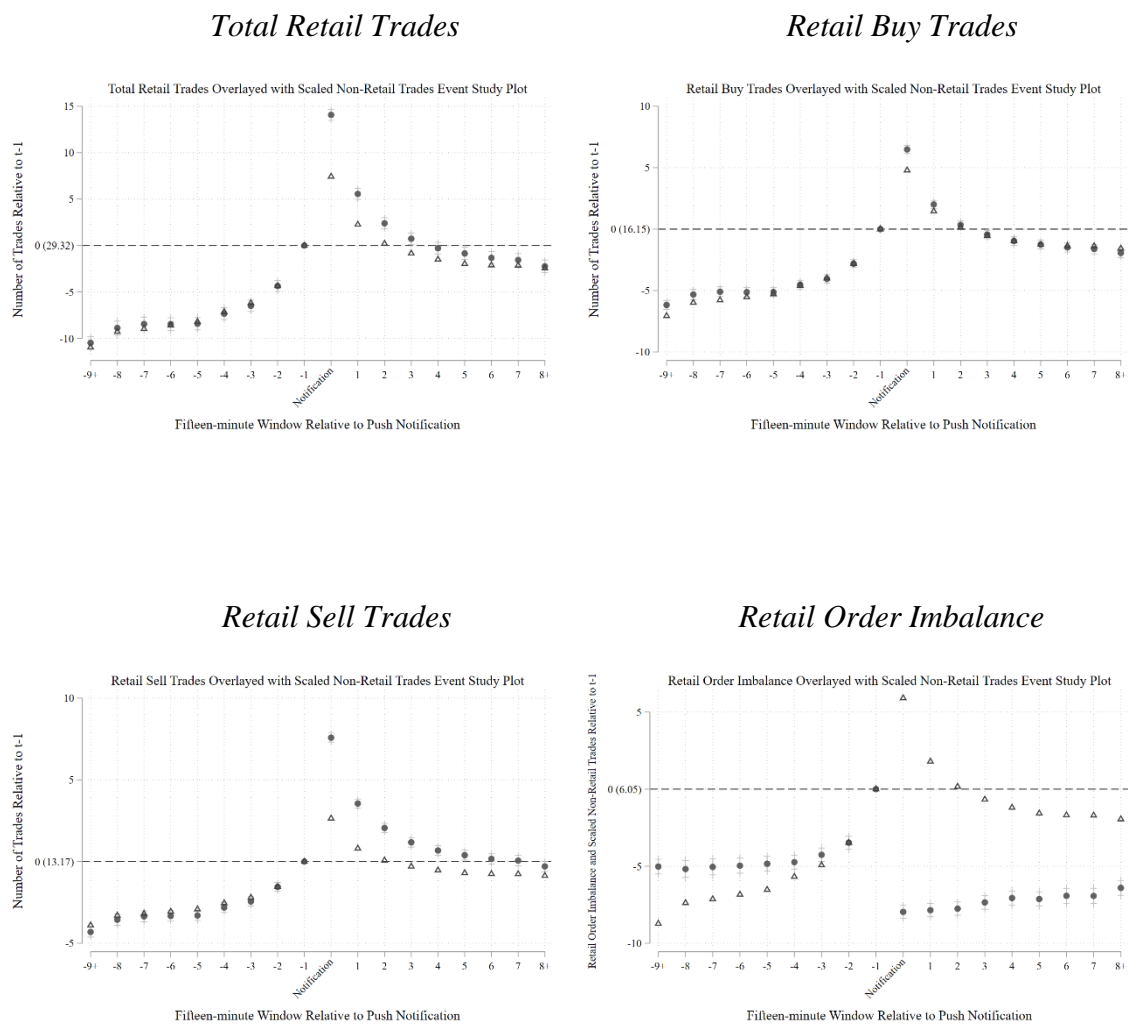 Total Retail Trades
Total Retail Trades Overlayed with Scaled Non-Retail Trades Event Study Plot
Number of Trades Relative to t-1
15
10
5
0 (29.32)
-5
-10
-9+ -8 -7 -6 -5 -4 -3 -2 -1 Notification 1 2 3 4 5 6 7 8+
Fifteen-minute Window Relative to Push Notification
Retail Buy Trades
Retail Buy Trades Overlayed with Scaled Non-Retail Trades Event Study Plot
Number of Trades Relative to t-1
10
5
0 (16.15)
-5
-10
-9+ -8 -7 -6 -5 -4 -3 -2 -1 Notification 1 2 3 4 5 6 7 8+
Fifteen-minute Window Relative to Push Notification
Retail Sell Trades
Retail Sell Trades Overlayed with Scaled Non-Retail Trades Event Study Plot
Number of Trades Relative to t-1
10
5
0 (13.17)
-5
-9+ -8 -7 -6 -5 -4 -3 -2 -1 Notification 1 2 3 4 5 6 7 8+
Fifteen-minute Window Relative to Push Notification
Retail Order Imbalance
Retail Order Imbalance Overlayed with Scaled Non-Retail Trades Event Study Plot
Retail Order Imbalance and Scaled Non-Retail Trades Relative to t-1
5
0 (6.05)
-5
-10
-9+ -8 -7 -6 -5 -4 -3 -2 -1 Notification 1 2 3 4 5 6 7 8+
Fifteen-minute Window Relative to Push Notification